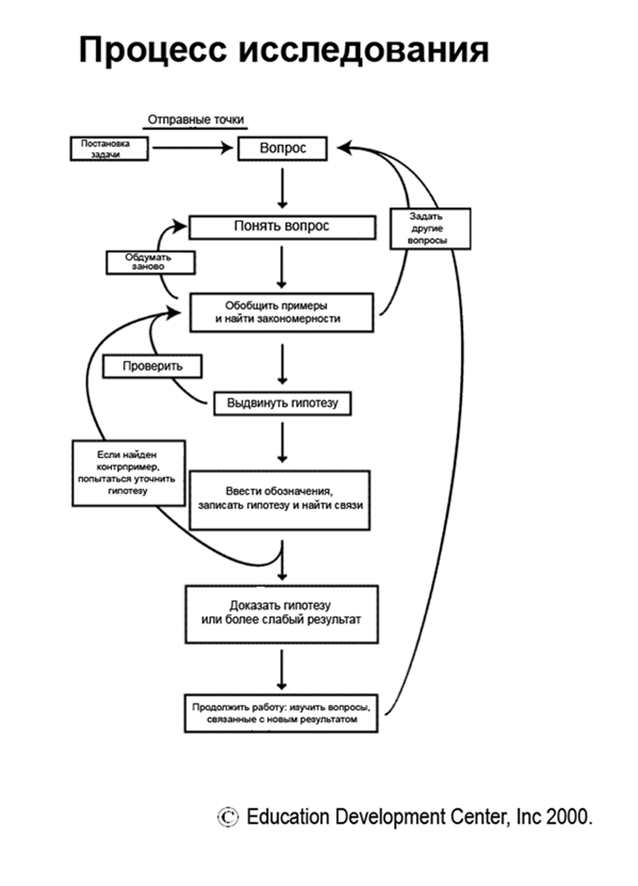 Процесс исследования
Отправные точки
Постановка
задачи
Вопрос
Понять вопрос
Задать
другие
вопросы
Обдумать
заново
Обобщить примеры
и найти закономерности
Проверить
Выдвинуть гипотезу
Если найден
контрпример,
попытаться уточнить
гипотезу
Ввести обозначения,
записать гипотезу и найти связи
Доказать гипотезу
или более слабый результат
Продолжить работу: изучить вопросы,
связанные с новым результатом
© Education Development Center, Inc 2000.